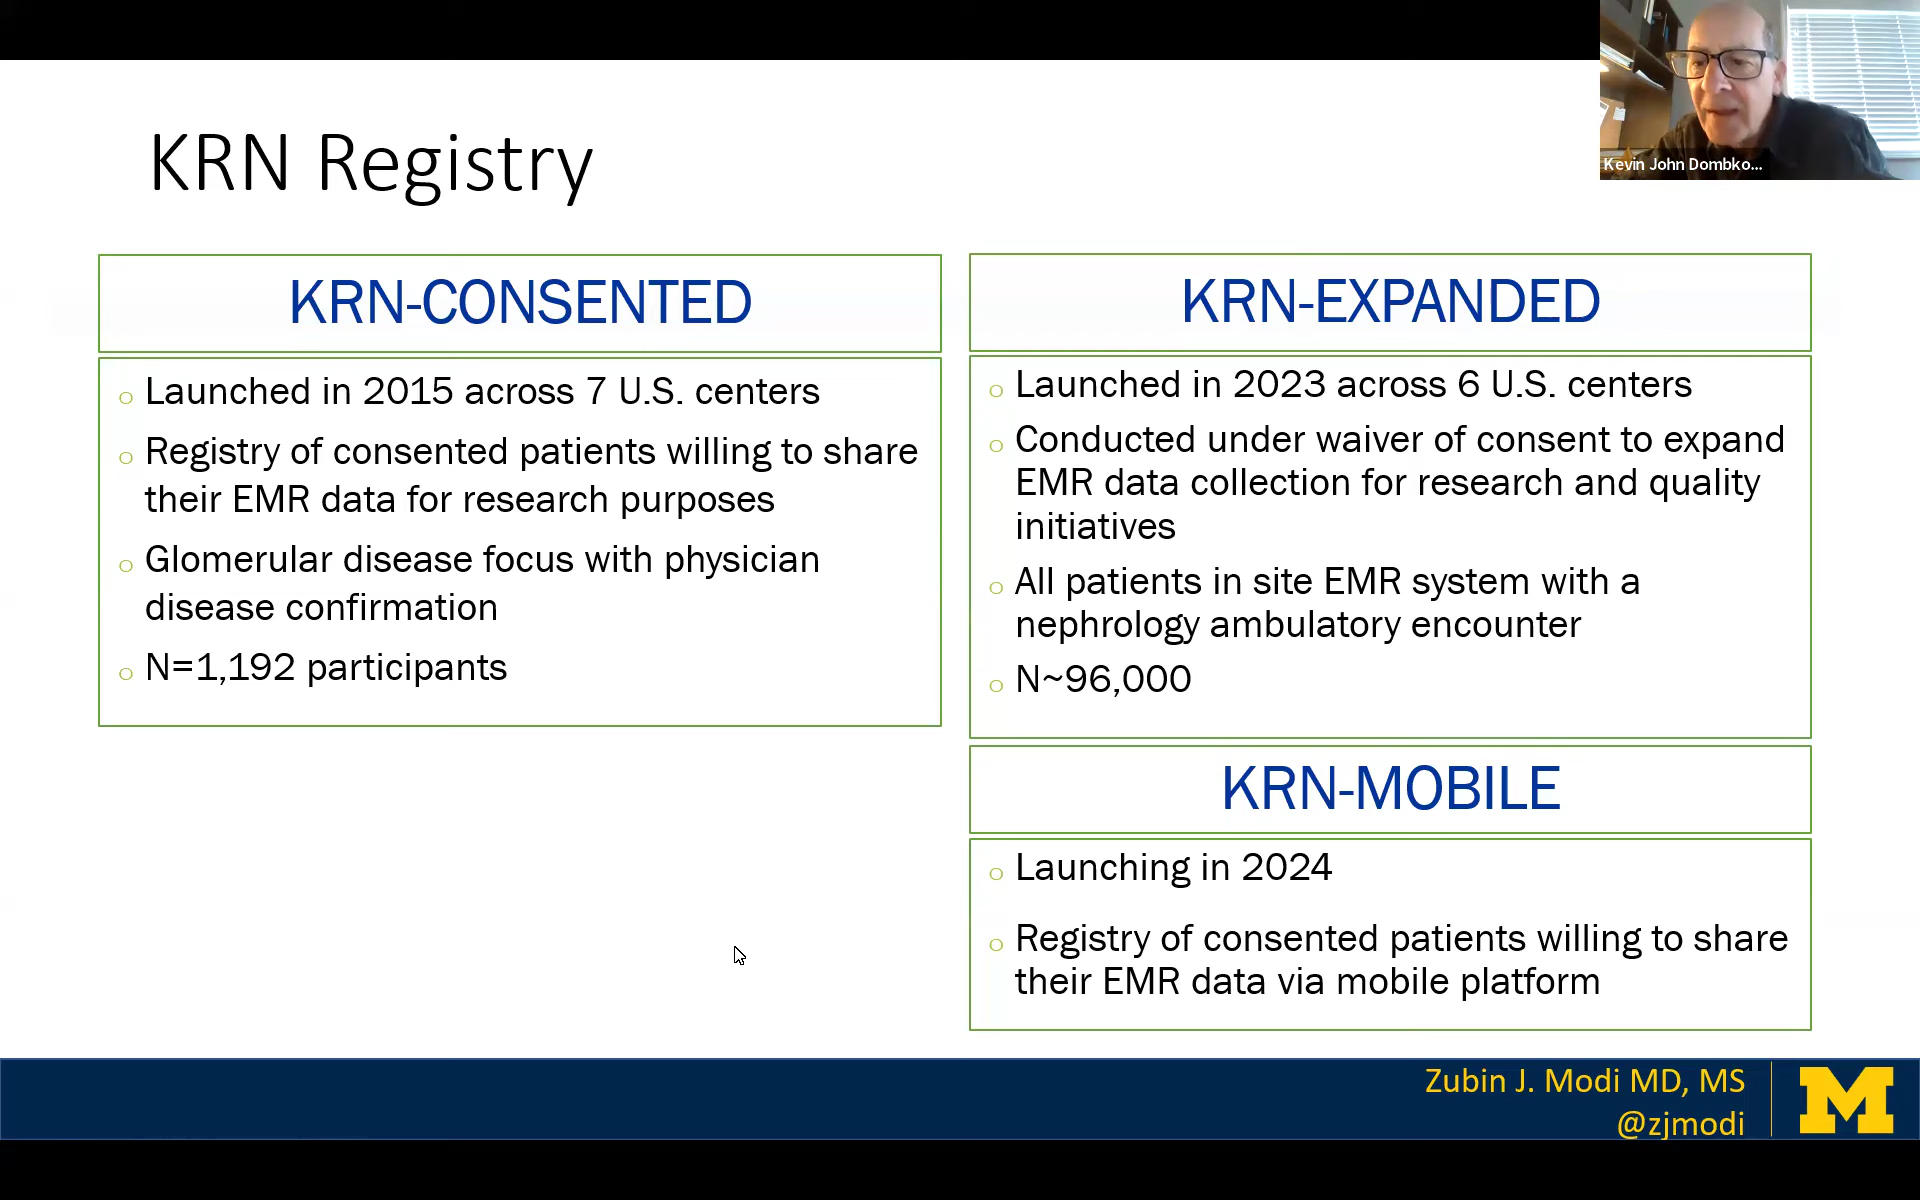 KRN Registry
Kevin John Dombko...
KRN-CONSENTED
o Launched in 2015 across 7 U.S. centers
o Registry of consented patients willing to share
their EMR data for research purposes
o Glomerular disease focus with physician
disease confirmation
o N=1,192 participants
KRN-EXPANDED
o Launched in 2023 across 6 U.S. centers
o Conducted under waiver of consent to expand
EMR data collection for research and quality
initiatives
o All patients in site EMR system with a
nephrology ambulatory encounter
o N~96,000
KRN-MOBILE
o Launching in 2024
o Registry of consented patients willing to share
their EMR data via mobile platform
Zubin J. Modi MD, MS
@zjmodi
M